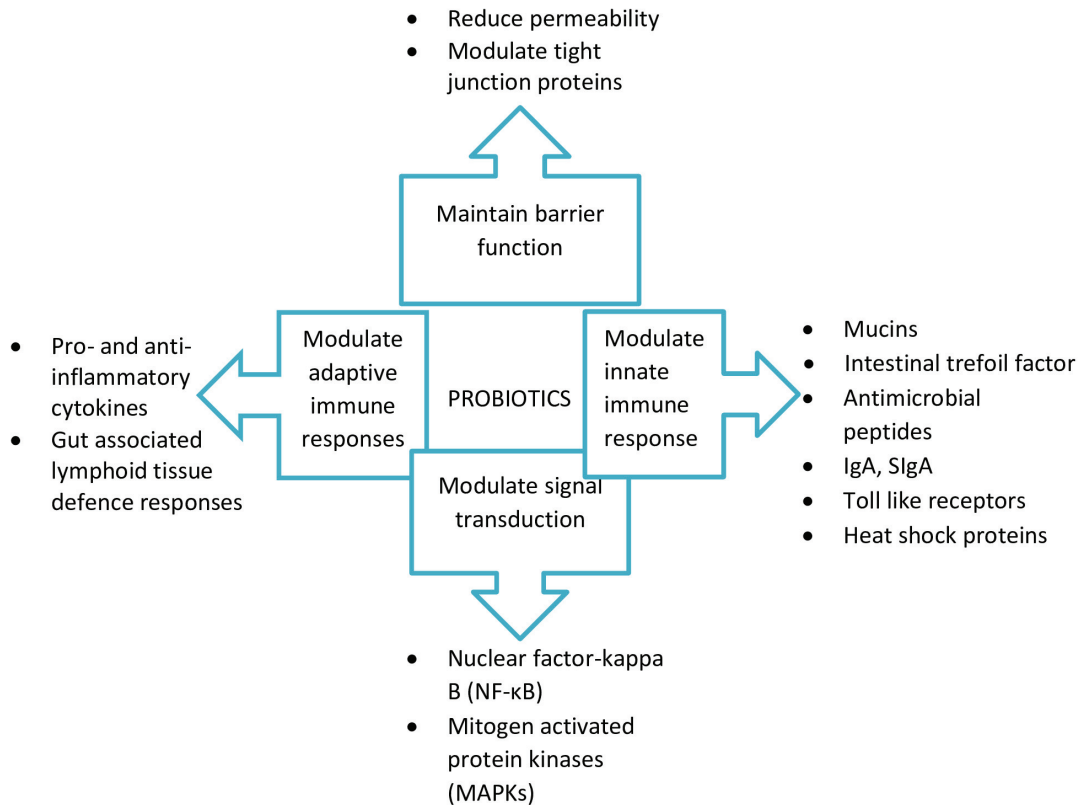 • Reduce permeability
• Modulate tight
junction proteins
Maintain barrier
function
• Pro- and anti-
inflammatory
cytokines
• Gut associated
lymphoid tissue
defence responses
Modulate
adaptive
immune
responses
PROBIOTICS
Modulate
innate
immune
response
• Mucins
• Intestinal trefoil factor
• Antimicrobial
peptides
• IgA, SIgA
• Toll like receptors
• Heat shock proteins
Modulate signal
transduction
• Nuclear factor-kappa
B (NF-κB)
• Mitogen activated
protein kinases
(MAPKs)